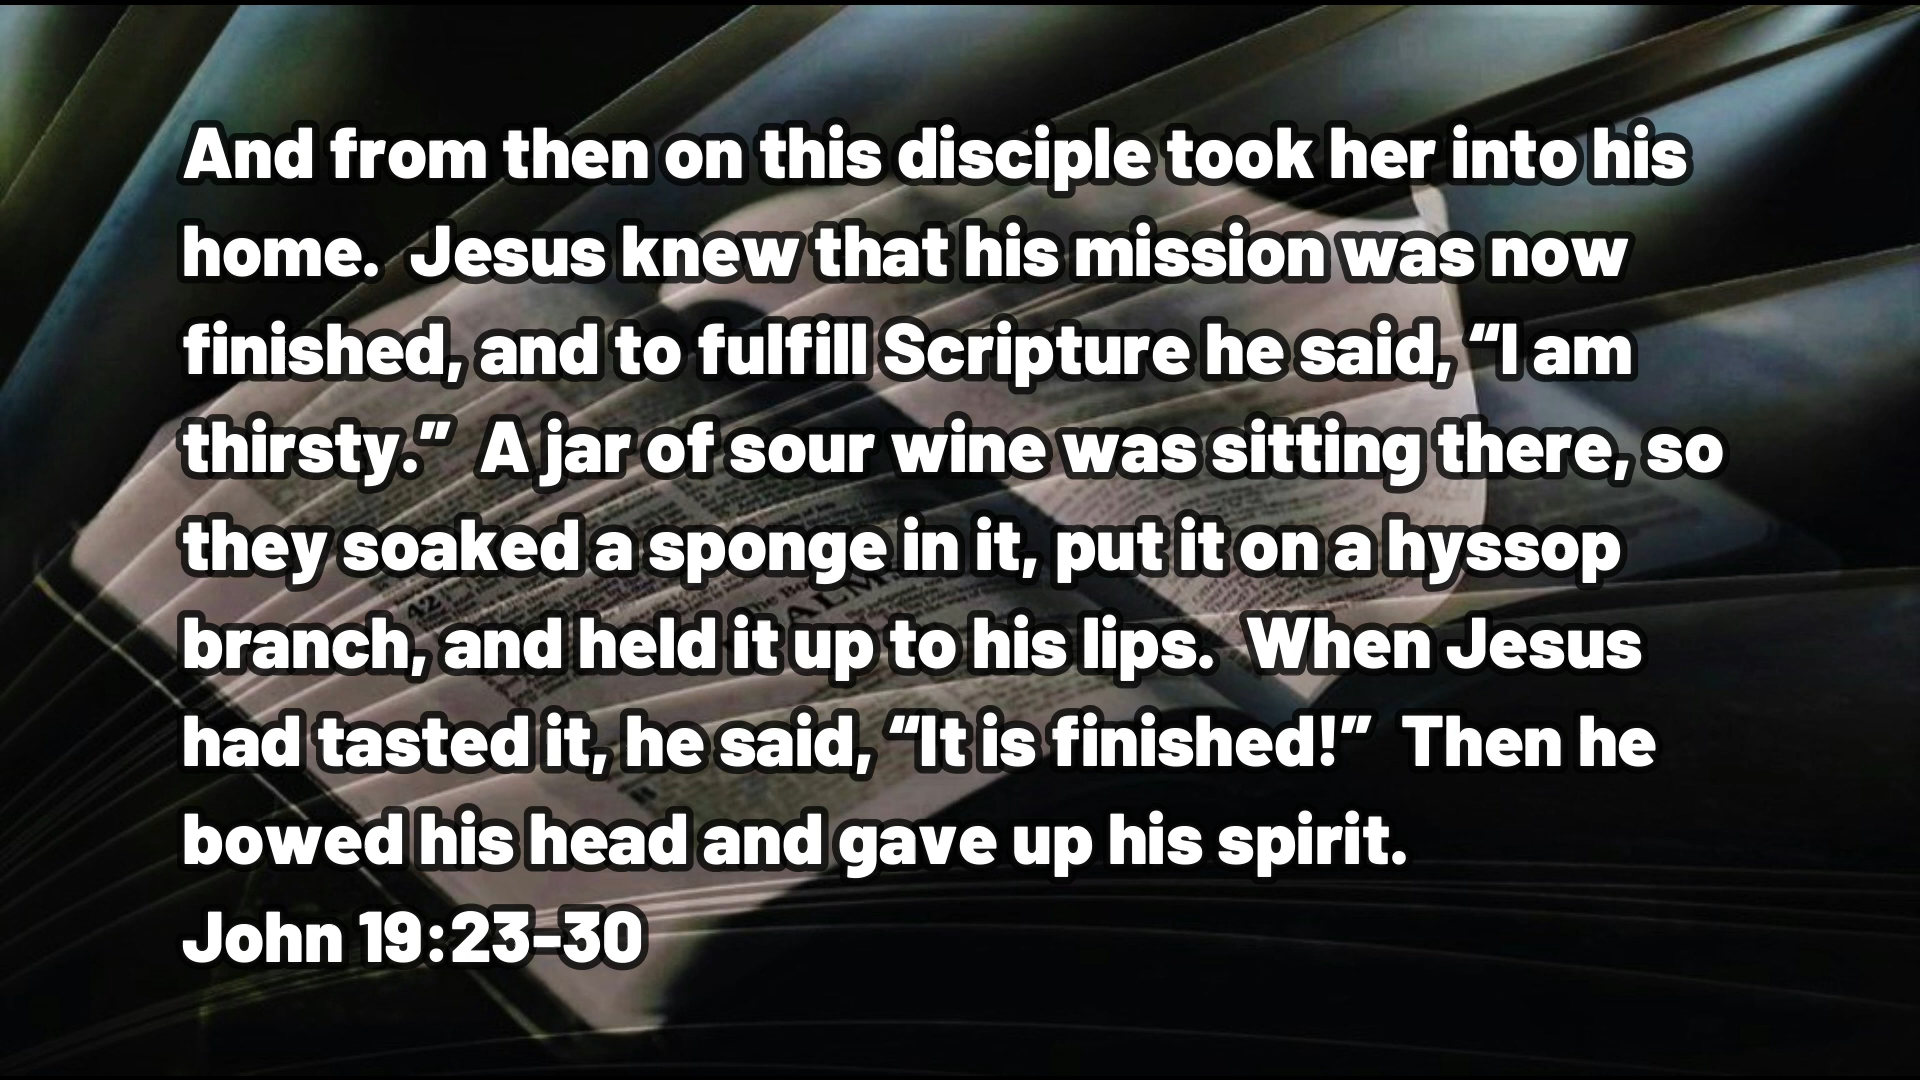 And from then on this disciple took her into his
home.  Jesus knew that his mission was now
finished, and to fulfill Scripture he said, “I am
thirsty.”  A jar of sour wine was sitting there, so
they soaked a sponge in it, put it on a hyssop
branch, and held it up to his lips.  When Jesus
had tasted it, he said, “It is finished!”  Then he
bowed his head and gave up his spirit.
John 19:23-30
42